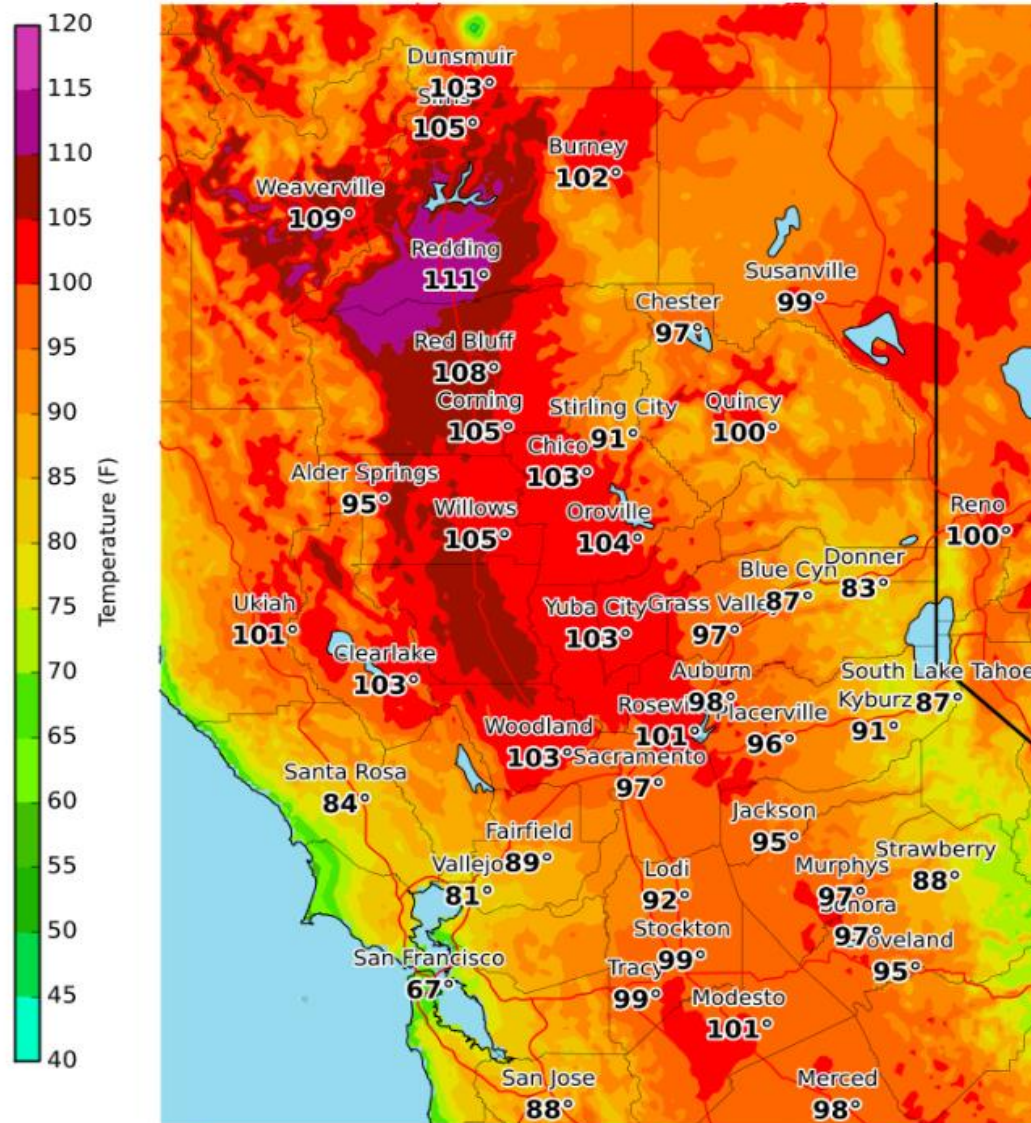 120
115
110
105
100
95
90
85
80
75
70
65
60
55
50
45
40
Temperature (F)
Dunsmuir
103°
Sims
105°
Burney
102°
Weaverville
109°
Redding
111°
Susanville
99°
Chester
97°
Red Bluff
108°
Corning
105°
Stirling City
91°
Quincy
100°
Chico
103°
Alder Springs
95°
Willows
105°
Oroville
104°
Reno
100°
Donner
83°
Blue Cyn
87°
Ukiah
101°
Yuba City
103°
Grass Valley
97°
Clearlake
103°
Auburn
98°
South Lake Tahoe
87°
Kyburz
91°
Roseville
101°
Placerville
96°
Woodland
103°
Sacramento
97°
Santa Rosa
84°
Jackson
95°
Fairfield
89°
Vallejo
81°
Lodi
92°
Murphys
97°
Strawberry
88°
Sonora
97°
Stockton
99°
Groveland
95°
San Francisco
67°
Tracy
99°
Modesto
101°
San Jose
88°
Merced
98°